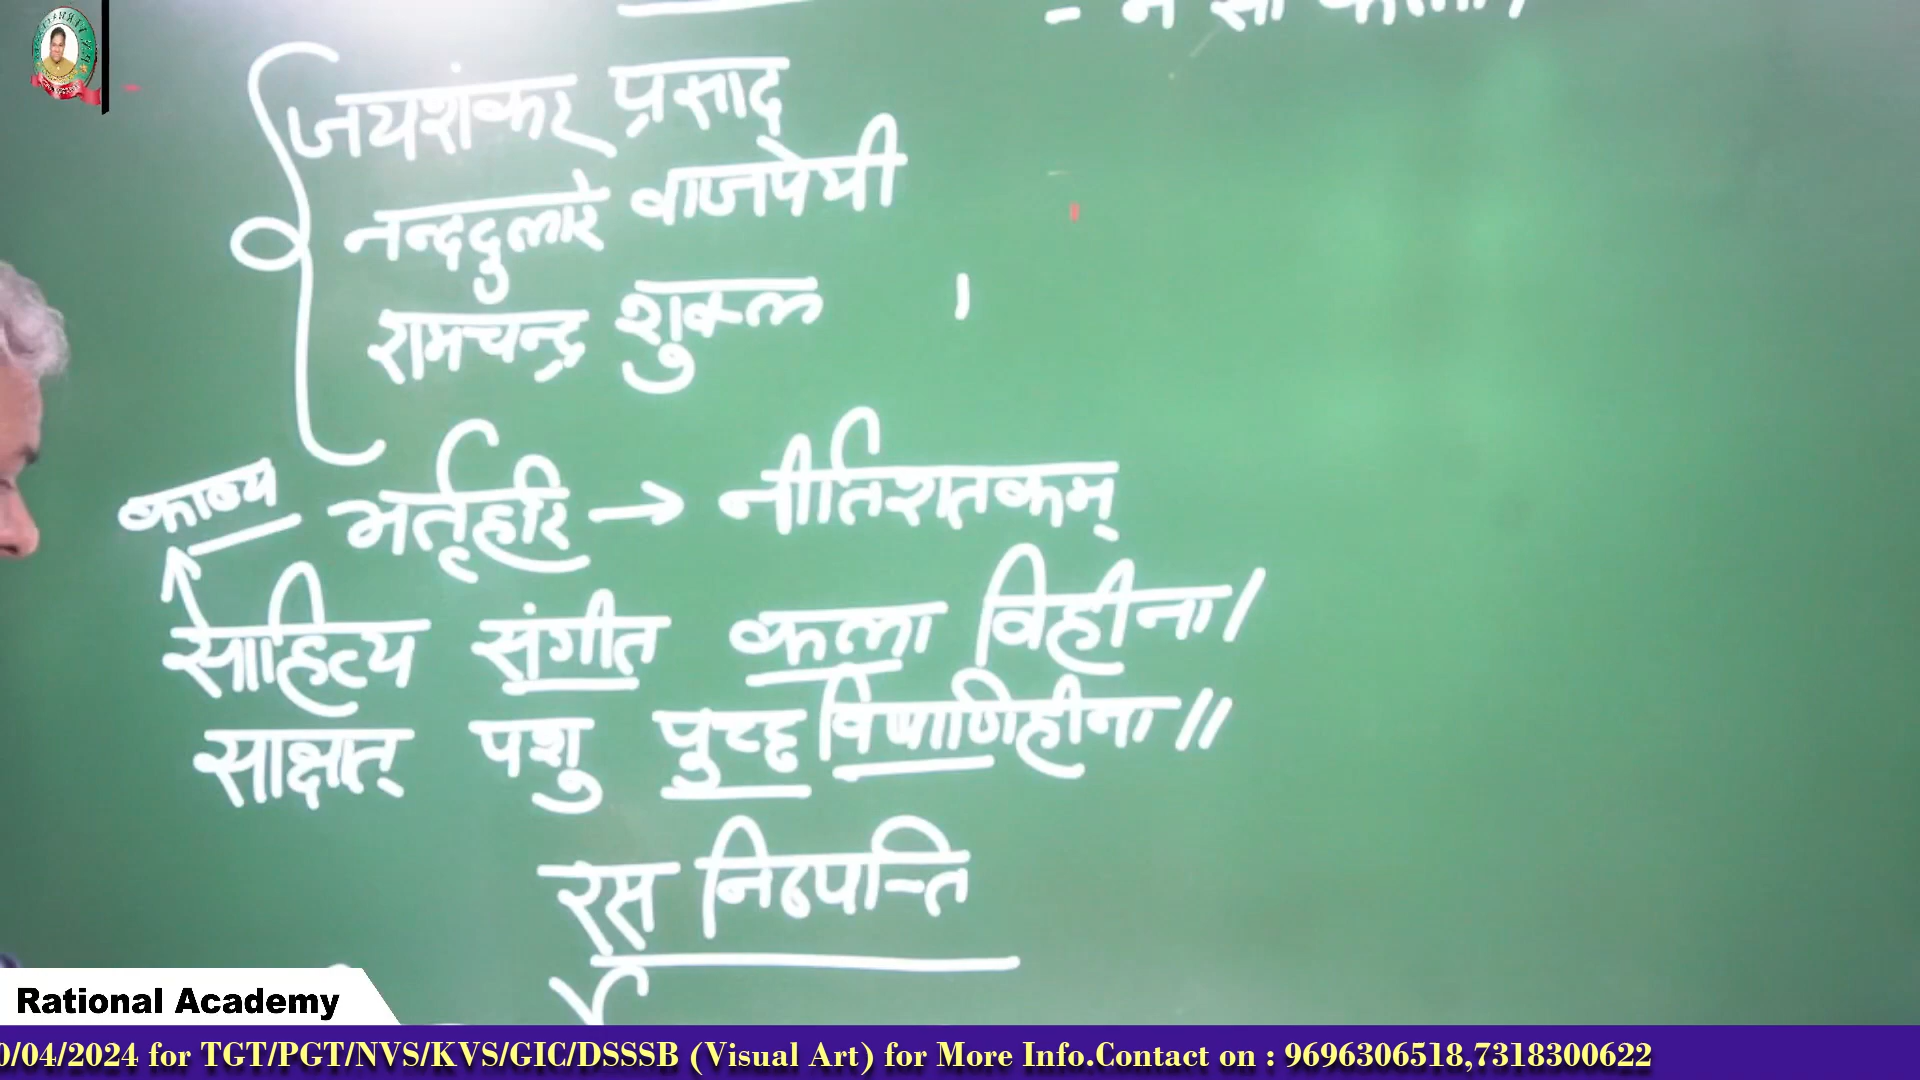 - न सा कला।
जयशंकर प्रसाद
नन्ददुलारे वाजपेयी
रामचन्द्र शुक्ल ।
काव्य
भर्तृहरि → नीतिशतकम्
साहित्य संगीत कला विहीना।
साक्षात् पशु पुच्छ विषाणहीना॥
रस निष्पत्ति
Rational Academy
0/04/2024 for TGT/PGT/NVS/KVS/GIC/DSSSB (Visual Art) for More Info.Contact on : 9696306518,7318300622